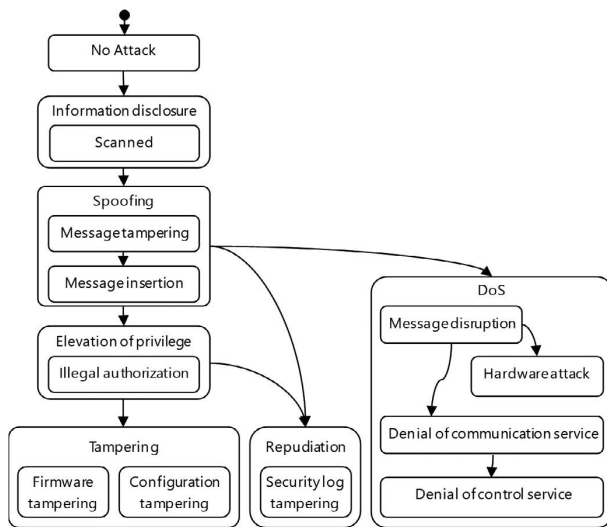 No Attack
Information disclosure
Scanned
Spoofing
Message tampering
Message insertion
Elevation of privilege
Illegal authorization
Tampering
Firmware
tampering
Configuration
tampering
Repudiation
Security log
tampering
DoS
Message disruption
Hardware attack
Denial of communication service
Denial of control service